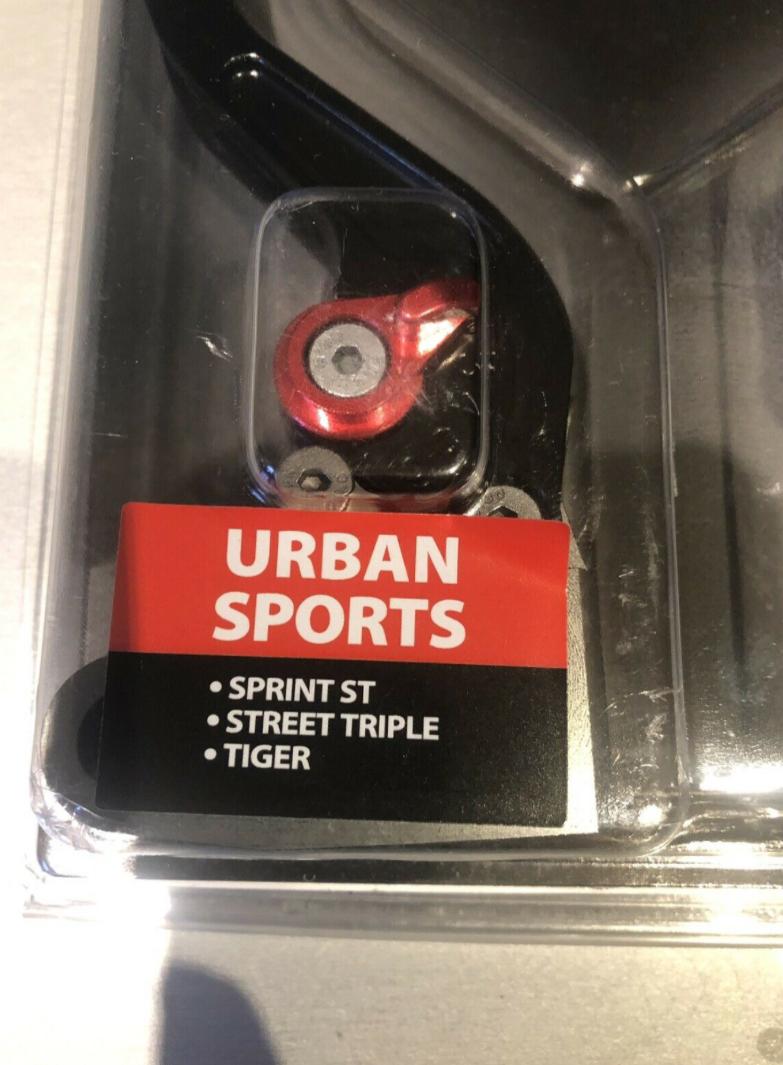 URBAN
SPORTS
• SPRINT ST
• STREET TRIPLE
• TIGER